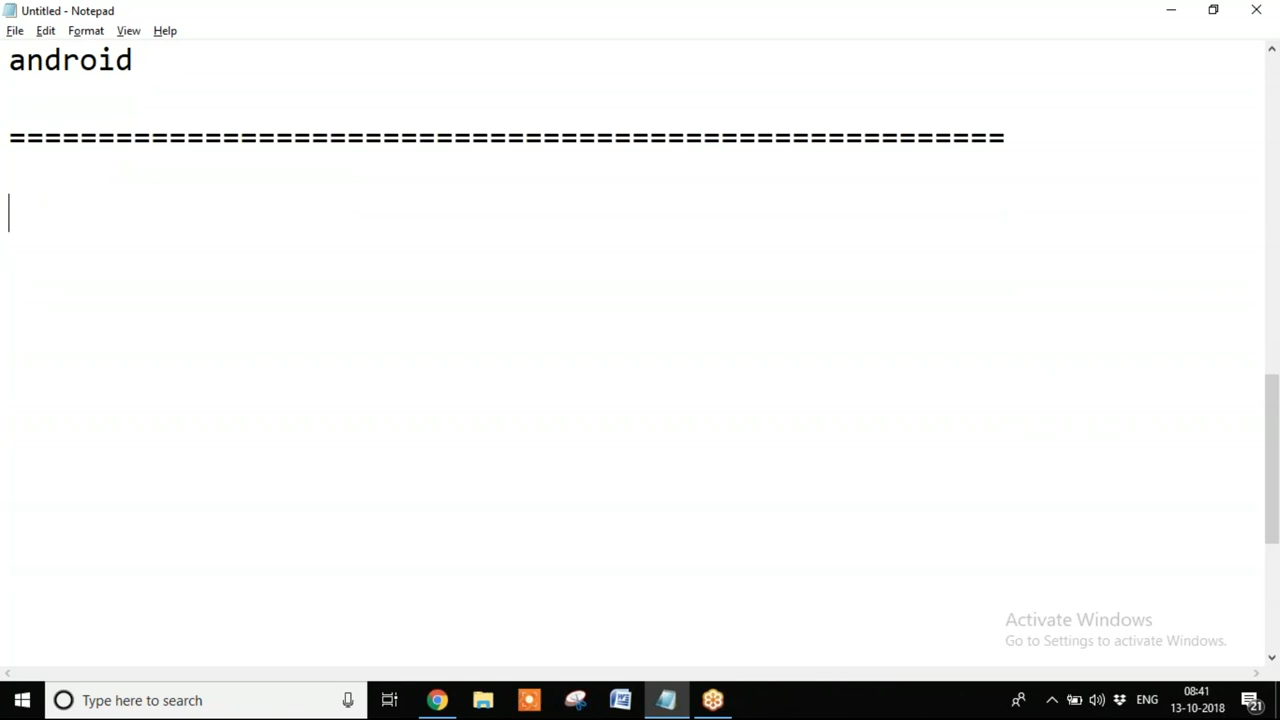 Untitled - Notepad
File Edit Format View Help
android
========================================================
Activate Windows
Go to Settings to activate Windows.
Type here to search
ENG
08:41
13-10-2018
21